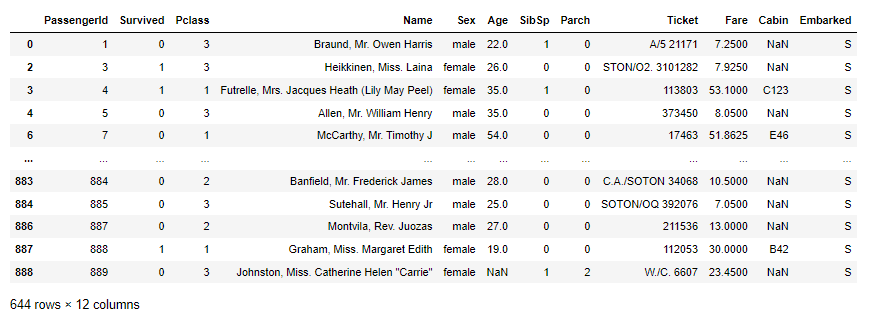 PassengerId Survived Pclass Name Sex Age SibSp Parch Ticket Fare Cabin Embarked
0 1 0 3 Braund, Mr. Owen Harris male 22.0 1 0 A/5 21171 7.2500 NaN S
2 3 1 3 Heikkinen, Miss. Laina female 26.0 0 0 STON/O2. 3101282 7.9250 NaN S
3 4 1 1 Futrelle, Mrs. Jacques Heath (Lily May Peel) female 35.0 1 0 113803 53.1000 C123 S
4 5 0 3 Allen, Mr. William Henry male 35.0 0 0 373450 8.0500 NaN S
6 7 0 1 McCarthy, Mr. Timothy J male 54.0 0 0 17463 51.8625 E46 S
... ... ... ... ... ... ... ... ... ... ... ... ...
883 884 0 2 Banfield, Mr. Frederick James male 28.0 0 0 C.A./SOTON 34068 10.5000 NaN S
884 885 0 3 Sutehall, Mr. Henry Jr male 25.0 0 0 SOTON/OQ 392076 7.0500 NaN S
886 887 0 2 Montvila, Rev. Juozas male 27.0 0 0 211536 13.0000 NaN S
887 888 1 1 Graham, Miss. Margaret Edith female 19.0 0 0 112053 30.0000 B42 S
888 889 0 3 Johnston, Miss. Catherine Helen "Carrie" female NaN 1 2 W./C. 6607 23.4500 NaN S
644 rows × 12 columns